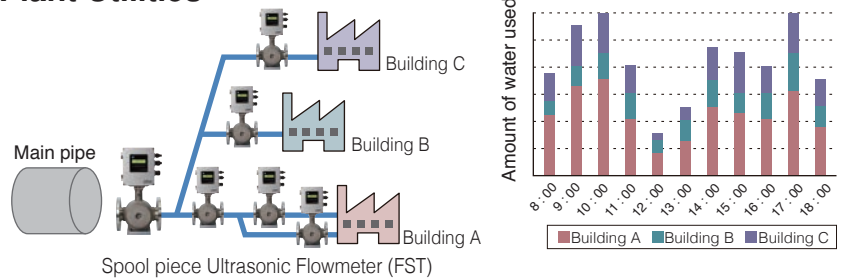 Plant Utilities
Building C
Building B
Main pipe
Building A
Spool piece Ultrasonic Flowmeter (FST)
Amount of water used
8:00
9:00
10:00
11:00
12:00
13:00
14:00
15:00
16:00
17:00
18:00
Building A Building B Building C